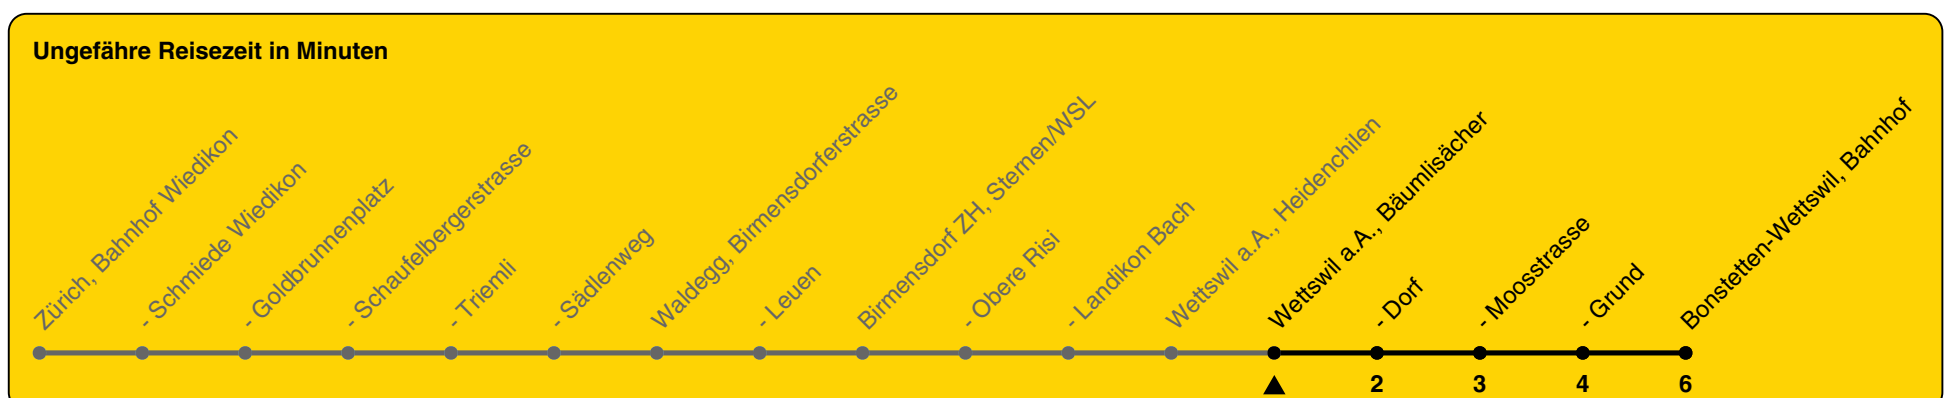 Ungefähre Reisezeit in Minuten
Zürich, Bahnhof Wiedikon
- Schmiede Wiedikon
- Goldbrunnenplatz
- Schaufelbergerstrasse
- Triemli
- Sädlenweg
Waldegg, Birmensdorferstrasse
- Leuen
Birmensdorf ZH, Sternen/WSL
- Obere Risi
- Landikon Bach
Wettswil a.A., Heidenchilen
Wettswil a.A., Bäumlisächer
- Dorf
- Moosstrasse
- Grund
Bonstetten-Wettswil, Bahnhof
2 3 4 6